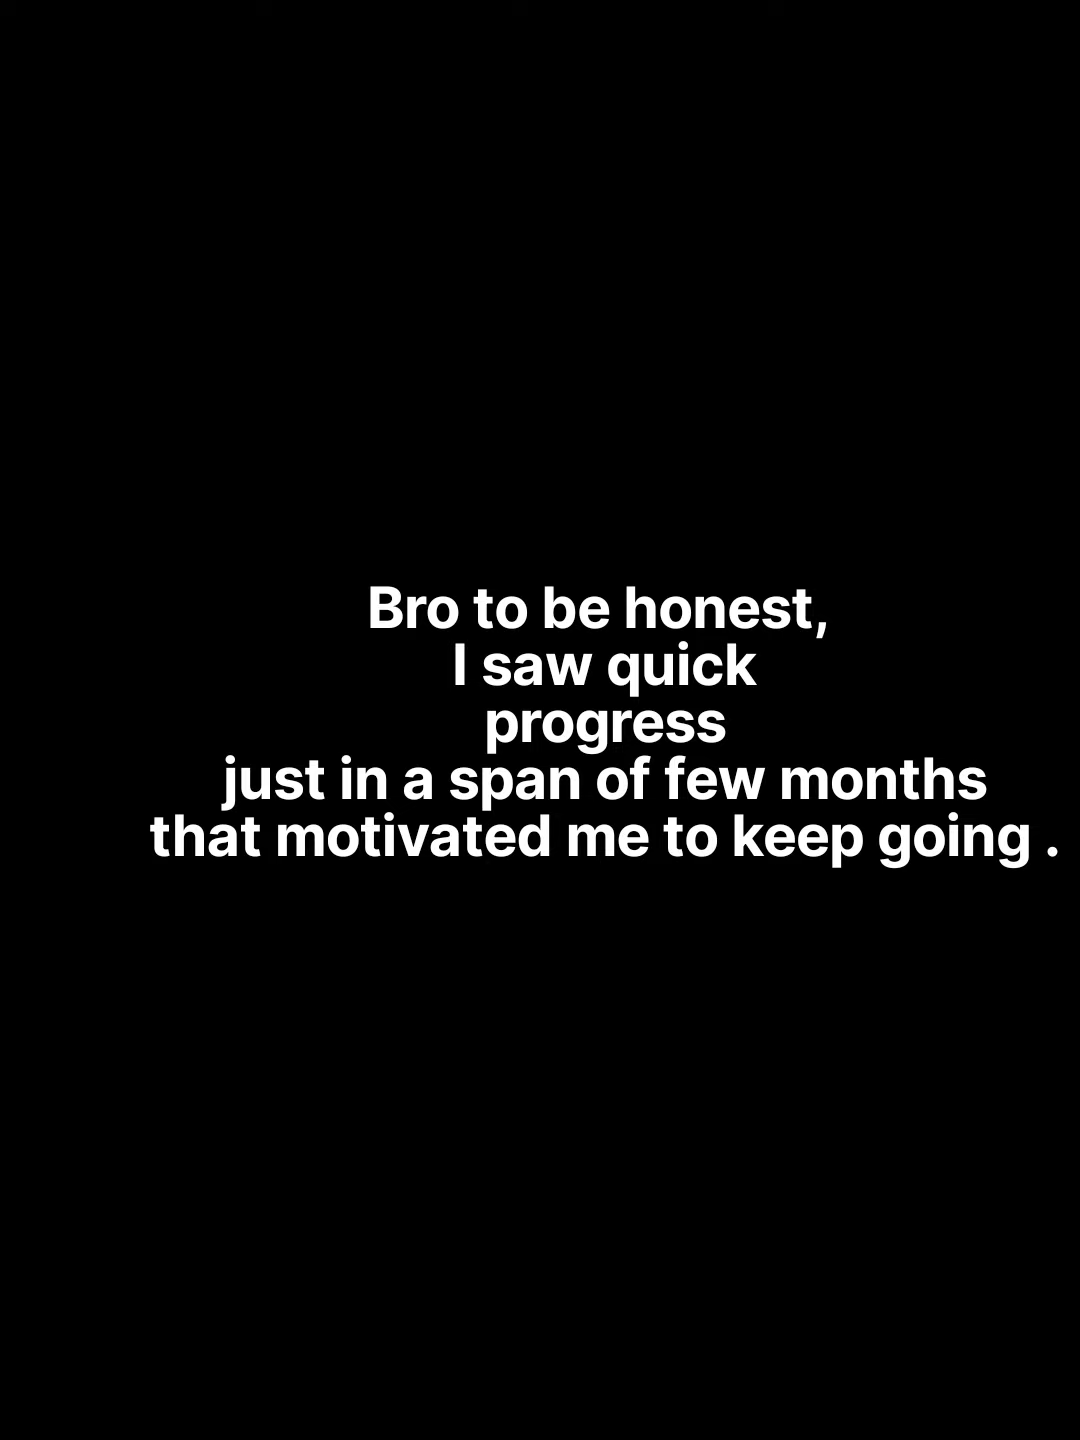 Bro to be honest,
I saw quick
progress
just in a span of few months
that motivated me to keep going .